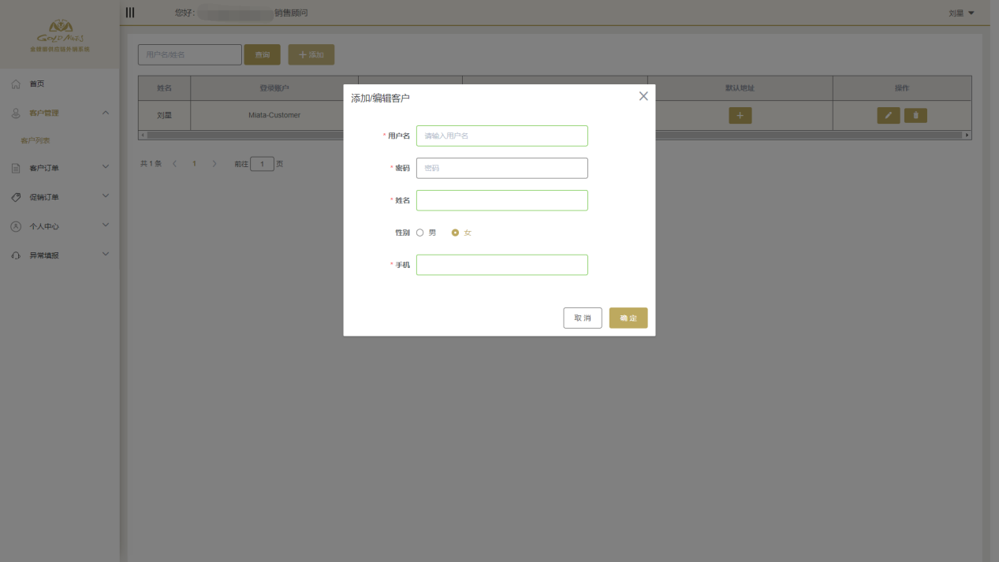 您好:
销售顾问
刘星
GOLD MILLS
首页
客户管理
客户列表
客户订单
促销订单
个人中心
异常填报
用户名/姓名
查询
+ 添加
姓名
登录账户
默认地址
操作
刘星
Miata-Customer
共 1 条
1
前往 1 页
添加/编辑客户
* 用户名 请输入用户名
* 密码 密码
* 姓名
性别 男 女
* 手机
取 消
确 定